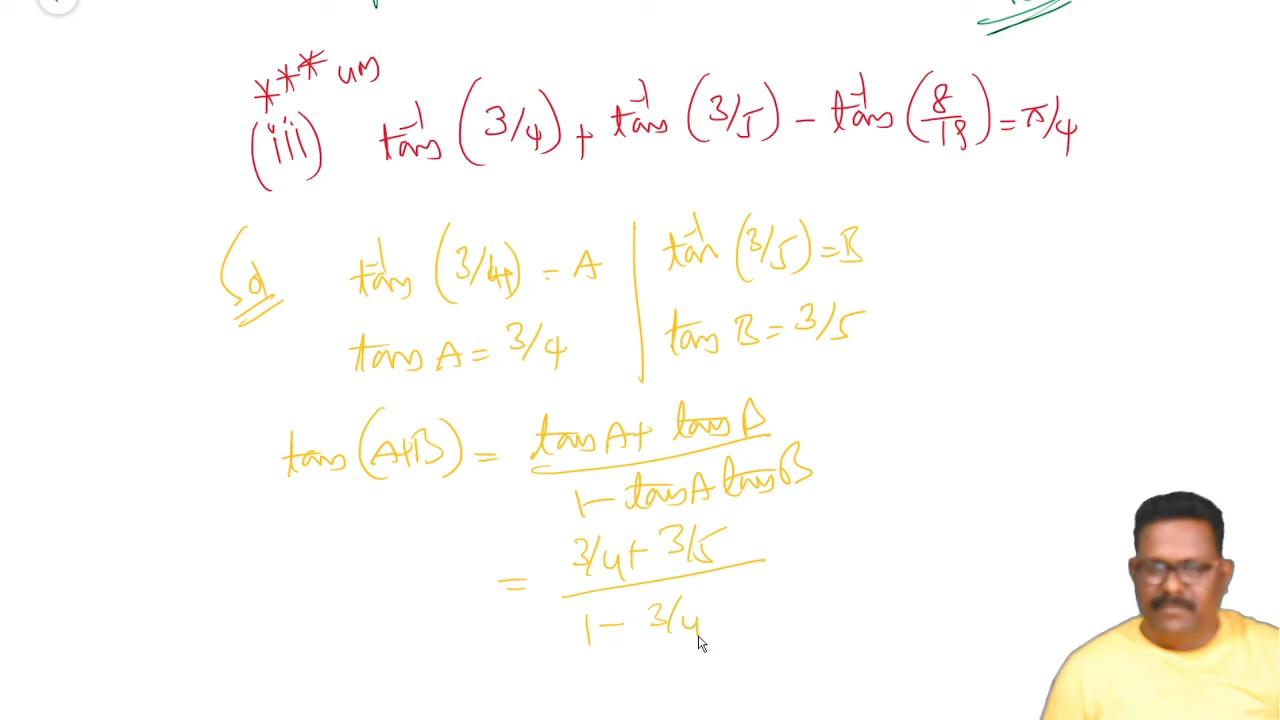 *** 4M
(iii) tan⁻¹ (3/4) + tan⁻¹ (3/5) – tan⁻¹ (8/19) = π/4
Sol tan⁻¹ (3/4) = A | tan⁻¹ (3/5) = B
tan A = 3/4 | tan B = 3/5
tan (A+B) = tan A + tan B / 1 – tan A tan B
= 3/4 + 3/5 / 1 – 3/4